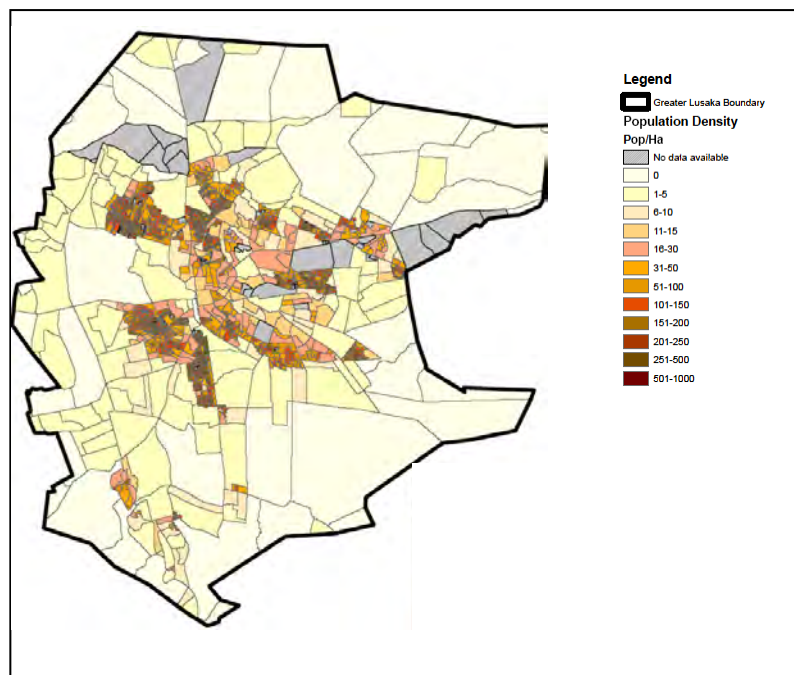 Legend
Greater Lusaka Boundary
Population Density
Pop/Ha
No data available
0
1-5
6-10
11-15
16-30
31-50
51-100
101-150
151-200
201-250
251-500
501-1000